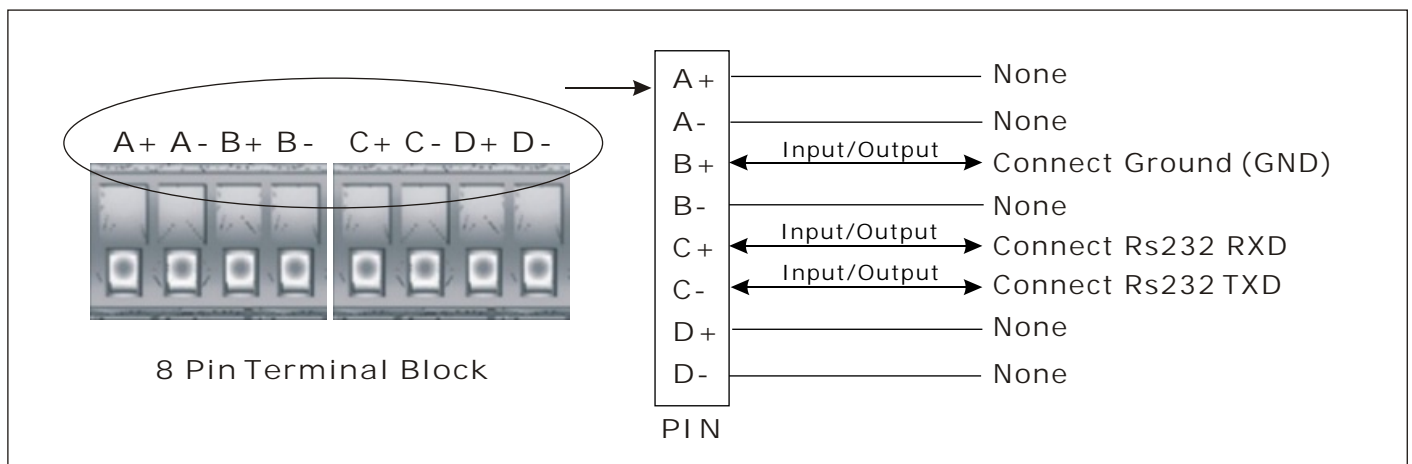 A+ A- B+ B- C+ C- D+ D-
8 Pin Terminal Block
A+ None
A- None
B+ Input/Output Connect Ground (GND)
B- None
C+ Input/Output Connect Rs232 RXD
C- Input/Output Connect Rs232 TXD
D+ None
D- None
PIN